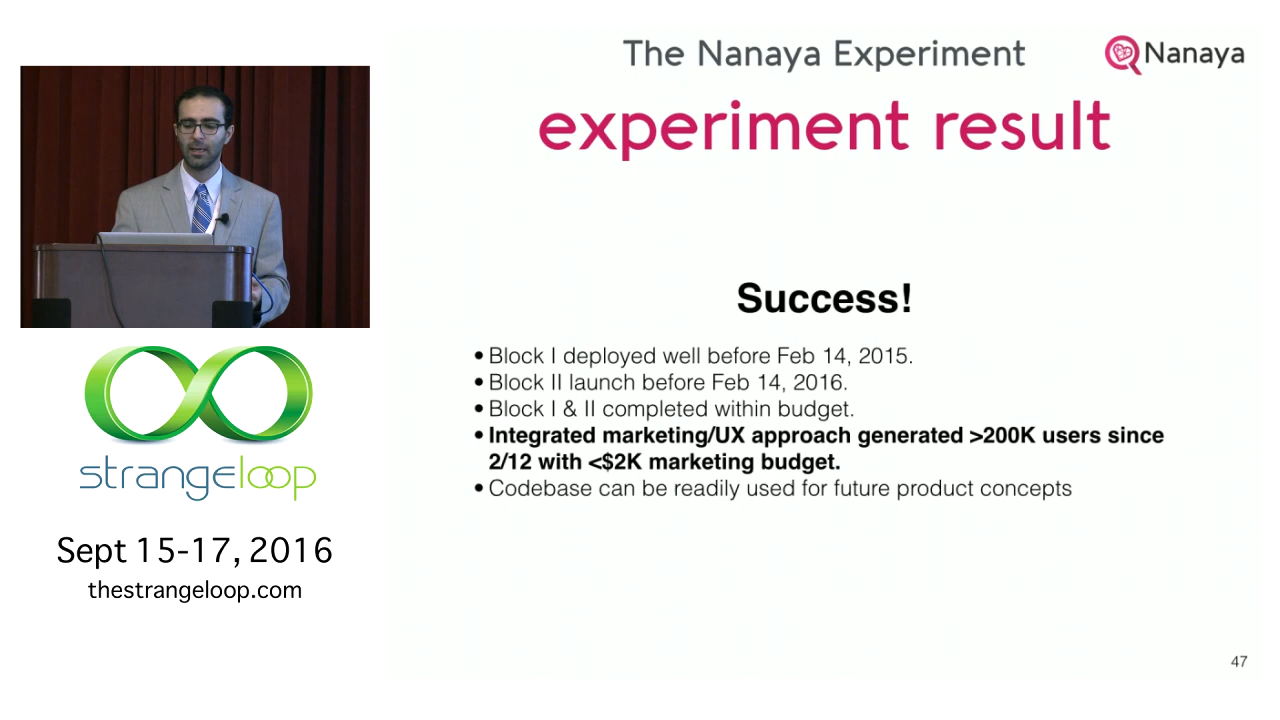 The Nanaya Experiment
Nanaya
experiment result
Success!
• Block I deployed well before Feb 14, 2015.
• Block II launch before Feb 14, 2016.
• Block I & II completed within budget.
• Integrated marketing/UX approach generated >200K users since
2/12 with <$2K marketing budget.
• Codebase can be readily used for future product concepts
47
strangeloop
Sept 15-17, 2016
thestrangeloop.com